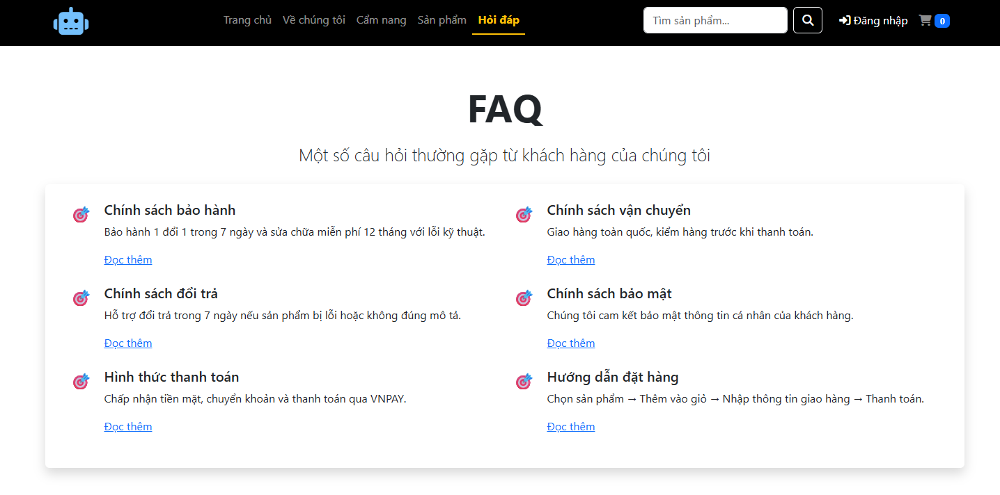 Trang chủ Về chúng tôi Cẩm nang Sản phẩm Hỏi đáp Tìm sản phẩm... Đăng nhập 0
FAQ
Một số câu hỏi thường gặp từ khách hàng của chúng tôi
Chính sách bảo hành
Bảo hành 1 đổi 1 trong 7 ngày và sửa chữa miễn phí 12 tháng với lỗi kỹ thuật.
Đọc thêm
Chính sách vận chuyển
Giao hàng toàn quốc, kiểm hàng trước khi thanh toán.
Đọc thêm
Chính sách đổi trả
Hỗ trợ đổi trả trong 7 ngày nếu sản phẩm bị lỗi hoặc không đúng mô tả.
Đọc thêm
Chính sách bảo mật
Chúng tôi cam kết bảo mật thông tin cá nhân của khách hàng.
Đọc thêm
Hình thức thanh toán
Chấp nhận tiền mặt, chuyển khoản và thanh toán qua VNPAY.
Đọc thêm
Hướng dẫn đặt hàng
Chọn sản phẩm → Thêm vào giỏ → Nhập thông tin giao hàng → Thanh toán.
Đọc thêm